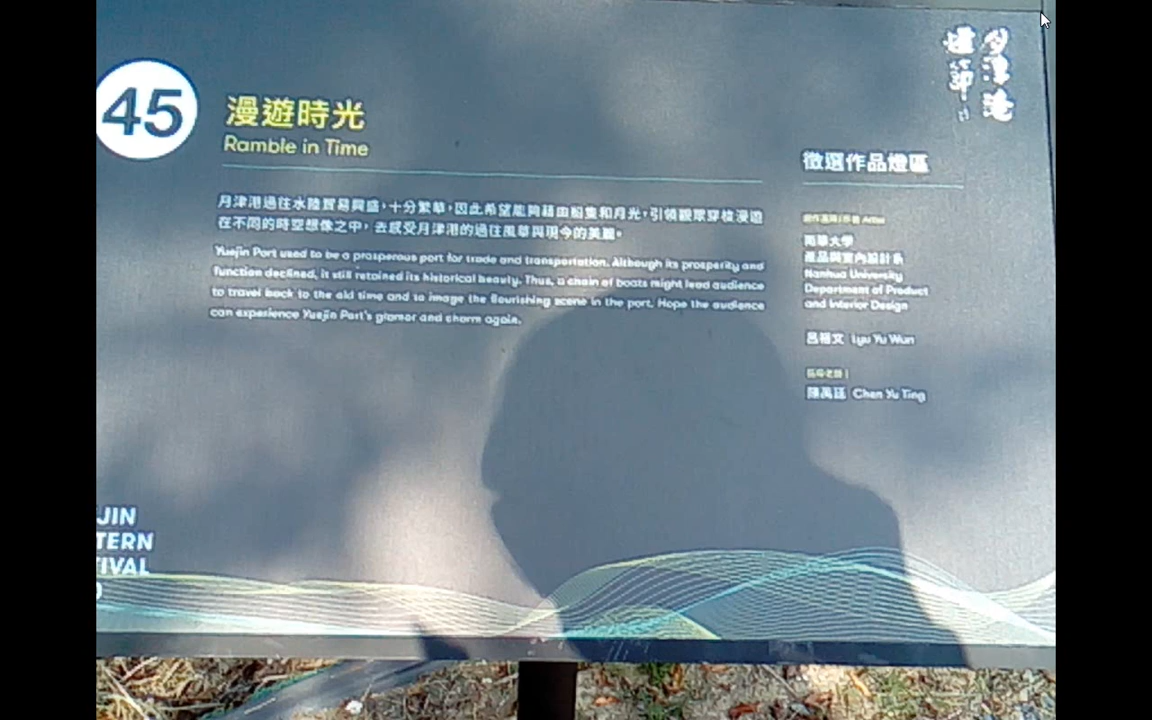 45
漫遊時光
Ramble in Time
月津港過往水陸貿易興盛，十分繁華，因此希望能夠藉由船隻和月光，引領觀眾穿梭漫遊
在不同的時空想像之中，去感受月津港的過往風華與現今的美麗。
Yuejin Port used to be a prosperous port for trade and transportation. Although its prosperity and
function declined, it still retained its historical beauty. Thus, a chain of boats might lead audience
to travel back to the old time and to image the flourishing scene in the port. Hope the audience
can experience Yuejin Port's glamor and charm again.
月津港
燈節
徵選作品燈區
Artist
南華大學
產品與室內設計系
Nanhua University
Department of Product
and Interior Design
呂祖文 Lyu Yu Wun
指導老師｜
陳禹廷 Chen Yu Ting
JIN
TERN
TIVAL